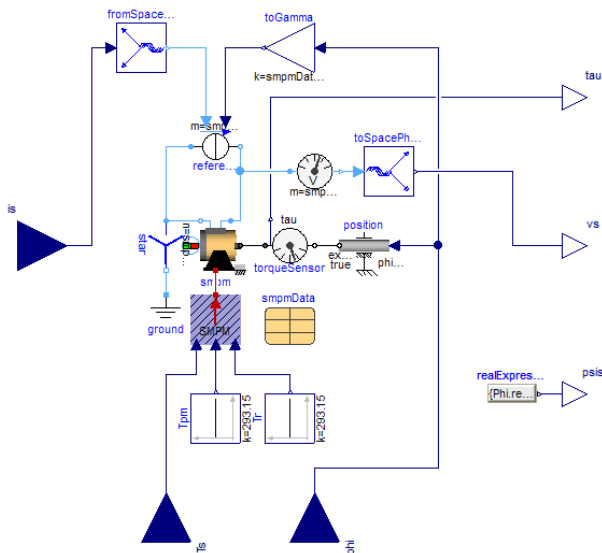 fromSpace...
toGamma
k=smpmDat...
tau
m=smp...
refere...
toSpacePh...
V
m=smp...
is
vs
star
m=smp...
tau
position
torqueSensor
ex...
true
phi...
smpm
ground
SMPM
smpmData
realExpres...
{Phi.re...
psis
Tpm
k=293.15
Tr
k=293.15
Ts
phi